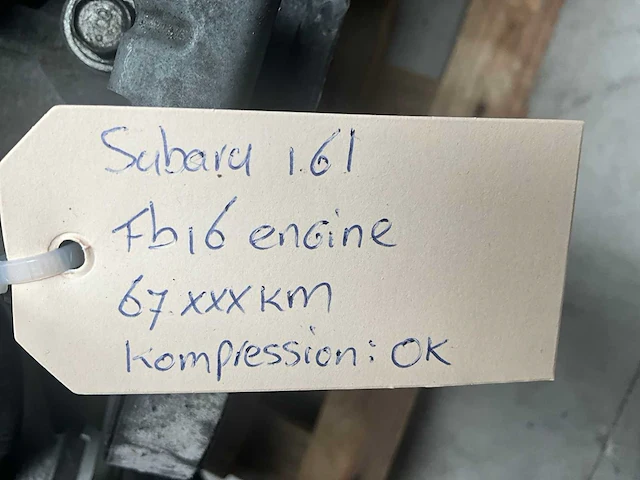 Subaru 1.6l
Fb16 engine
67.xxx km
Kompression: OK